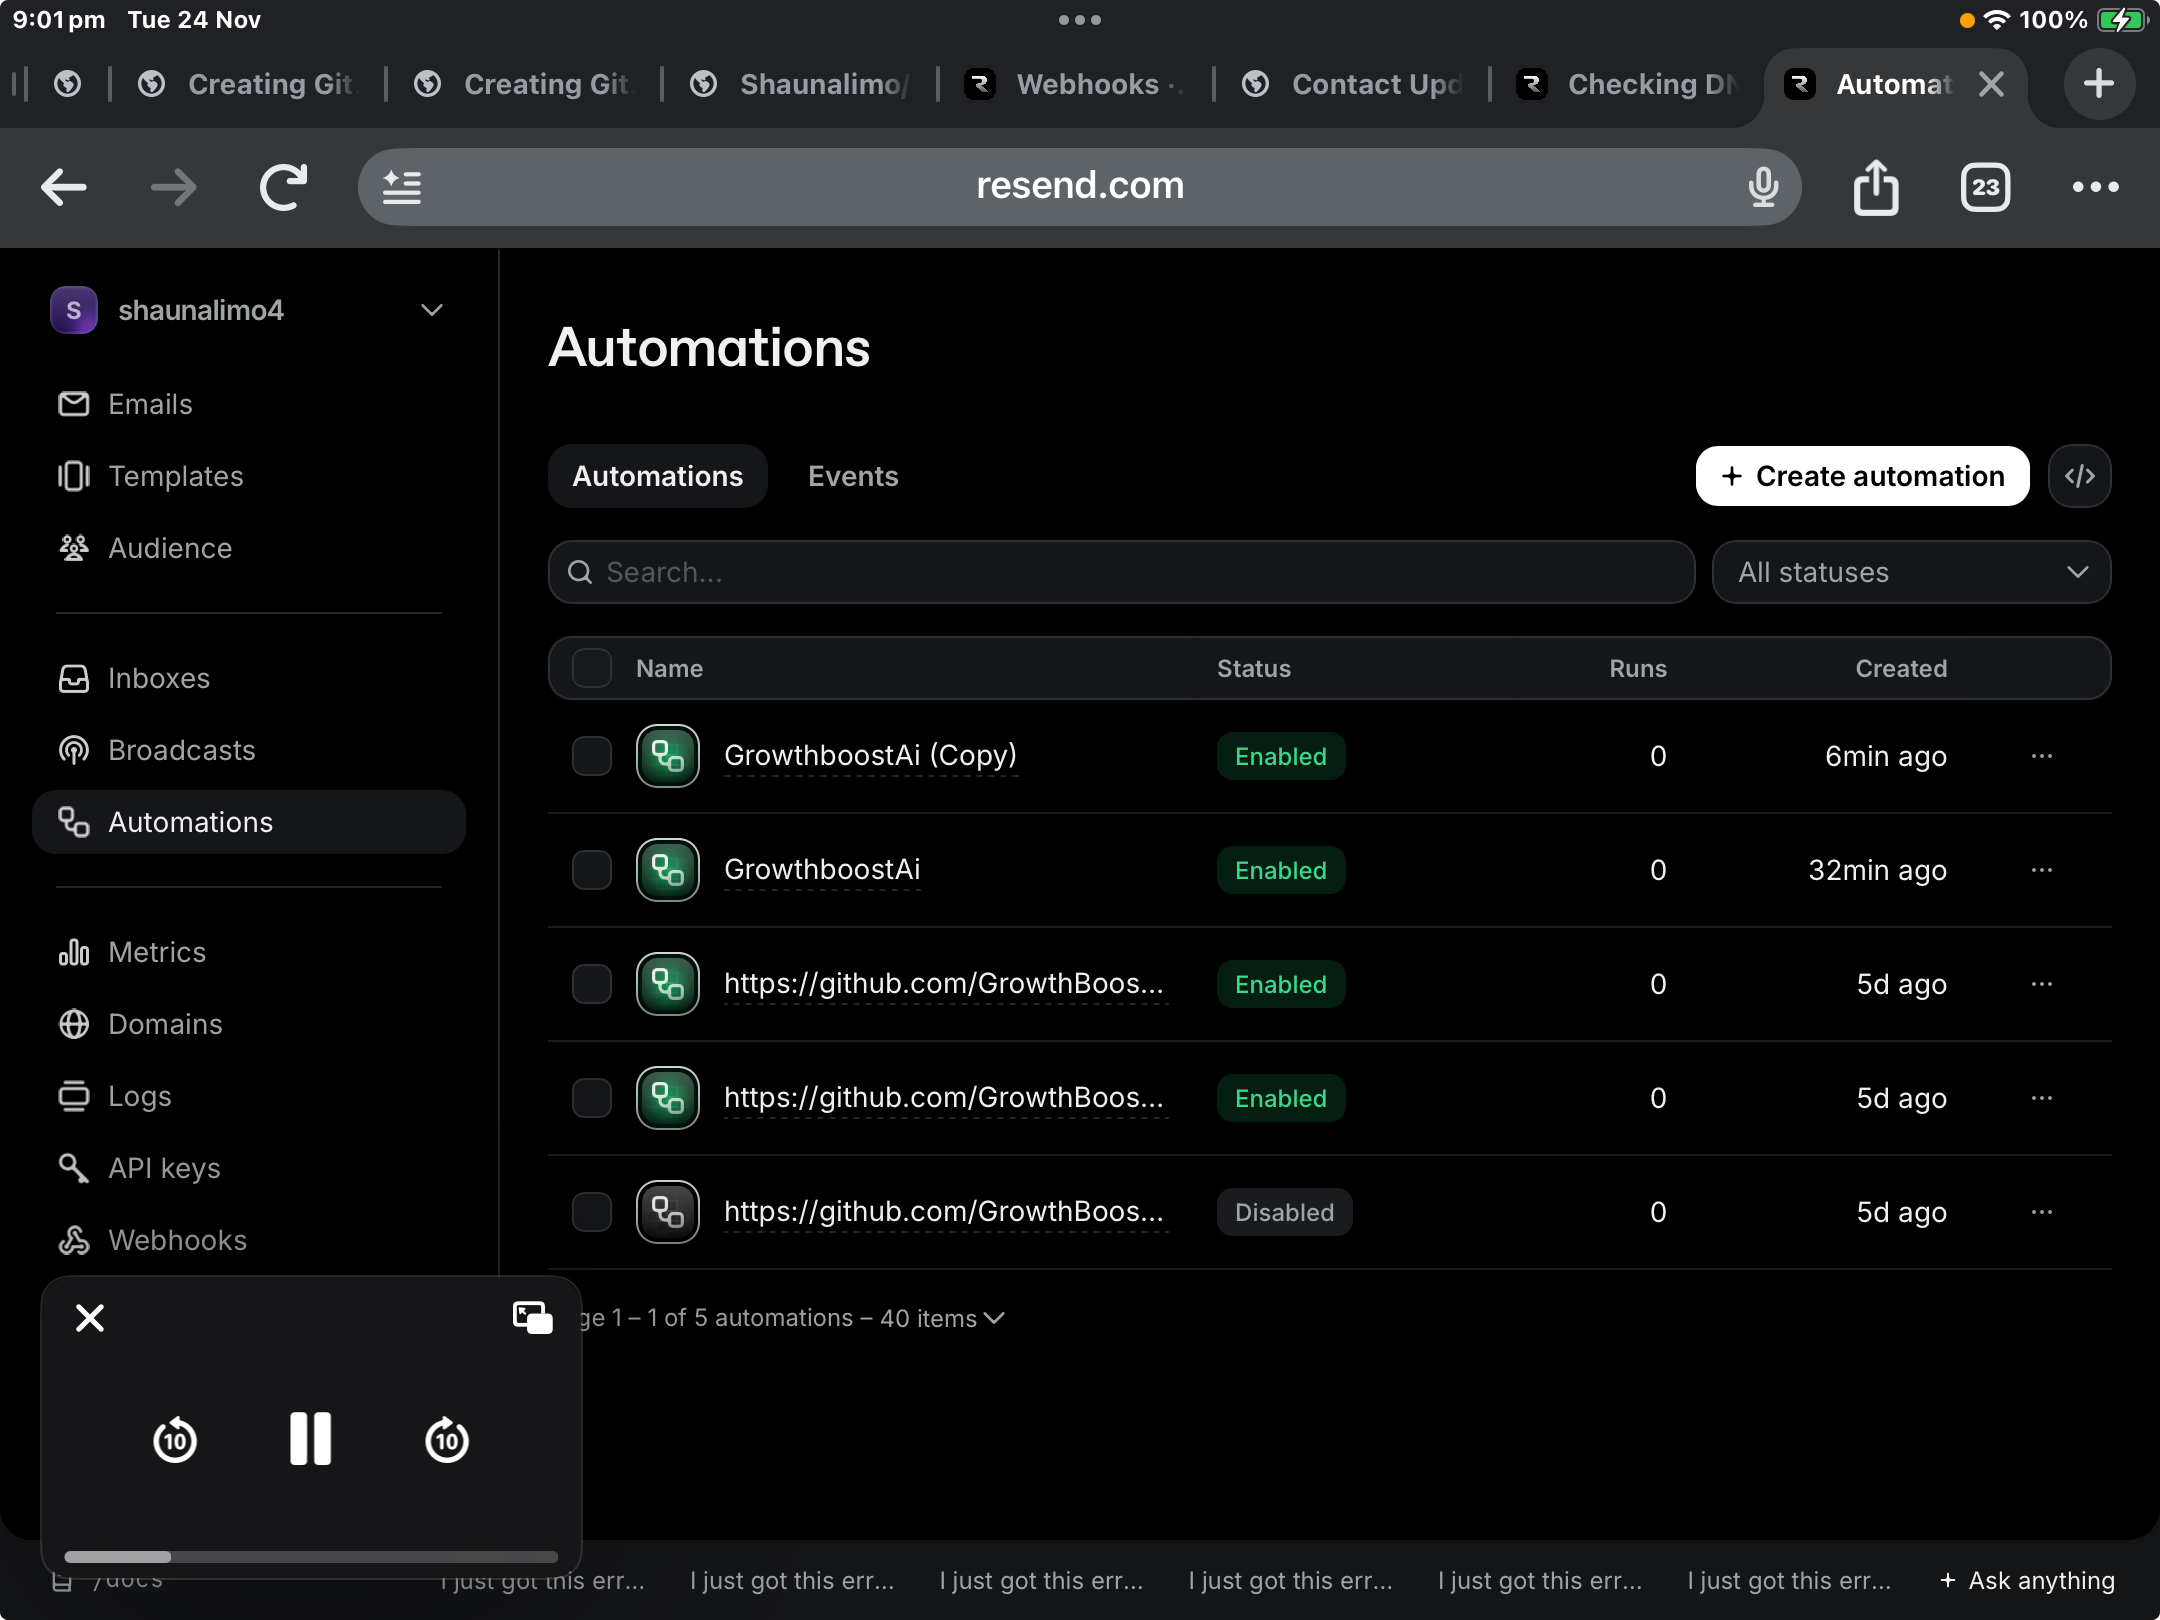 9:01pm Tue 24 Nov
100%
Creating Git
Creating Git
Shaunalimo/
Webhooks ·
Contact Upd
Checking DN
Automat
resend.com
23
S shaunalimo4
Emails
Templates
Audience
Inboxes
Broadcasts
Automations
Metrics
Domains
Logs
API keys
Webhooks
Automations
Automations Events
+ Create automation
Search...
All statuses
Name Status Runs Created
GrowthboostAi (Copy) Enabled 0 6min ago
GrowthboostAi Enabled 0 32min ago
https://github.com/GrowthBoos... Enabled 0 5d ago
https://github.com/GrowthBoos... Enabled 0 5d ago
https://github.com/GrowthBoos... Disabled 0 5d ago
ge 1 – 1 of 5 automations – 40 items
10 10
/docs
I just got this err...
I just got this err...
I just got this err...
I just got this err...
I just got this err...
I just got this err...
+ Ask anything